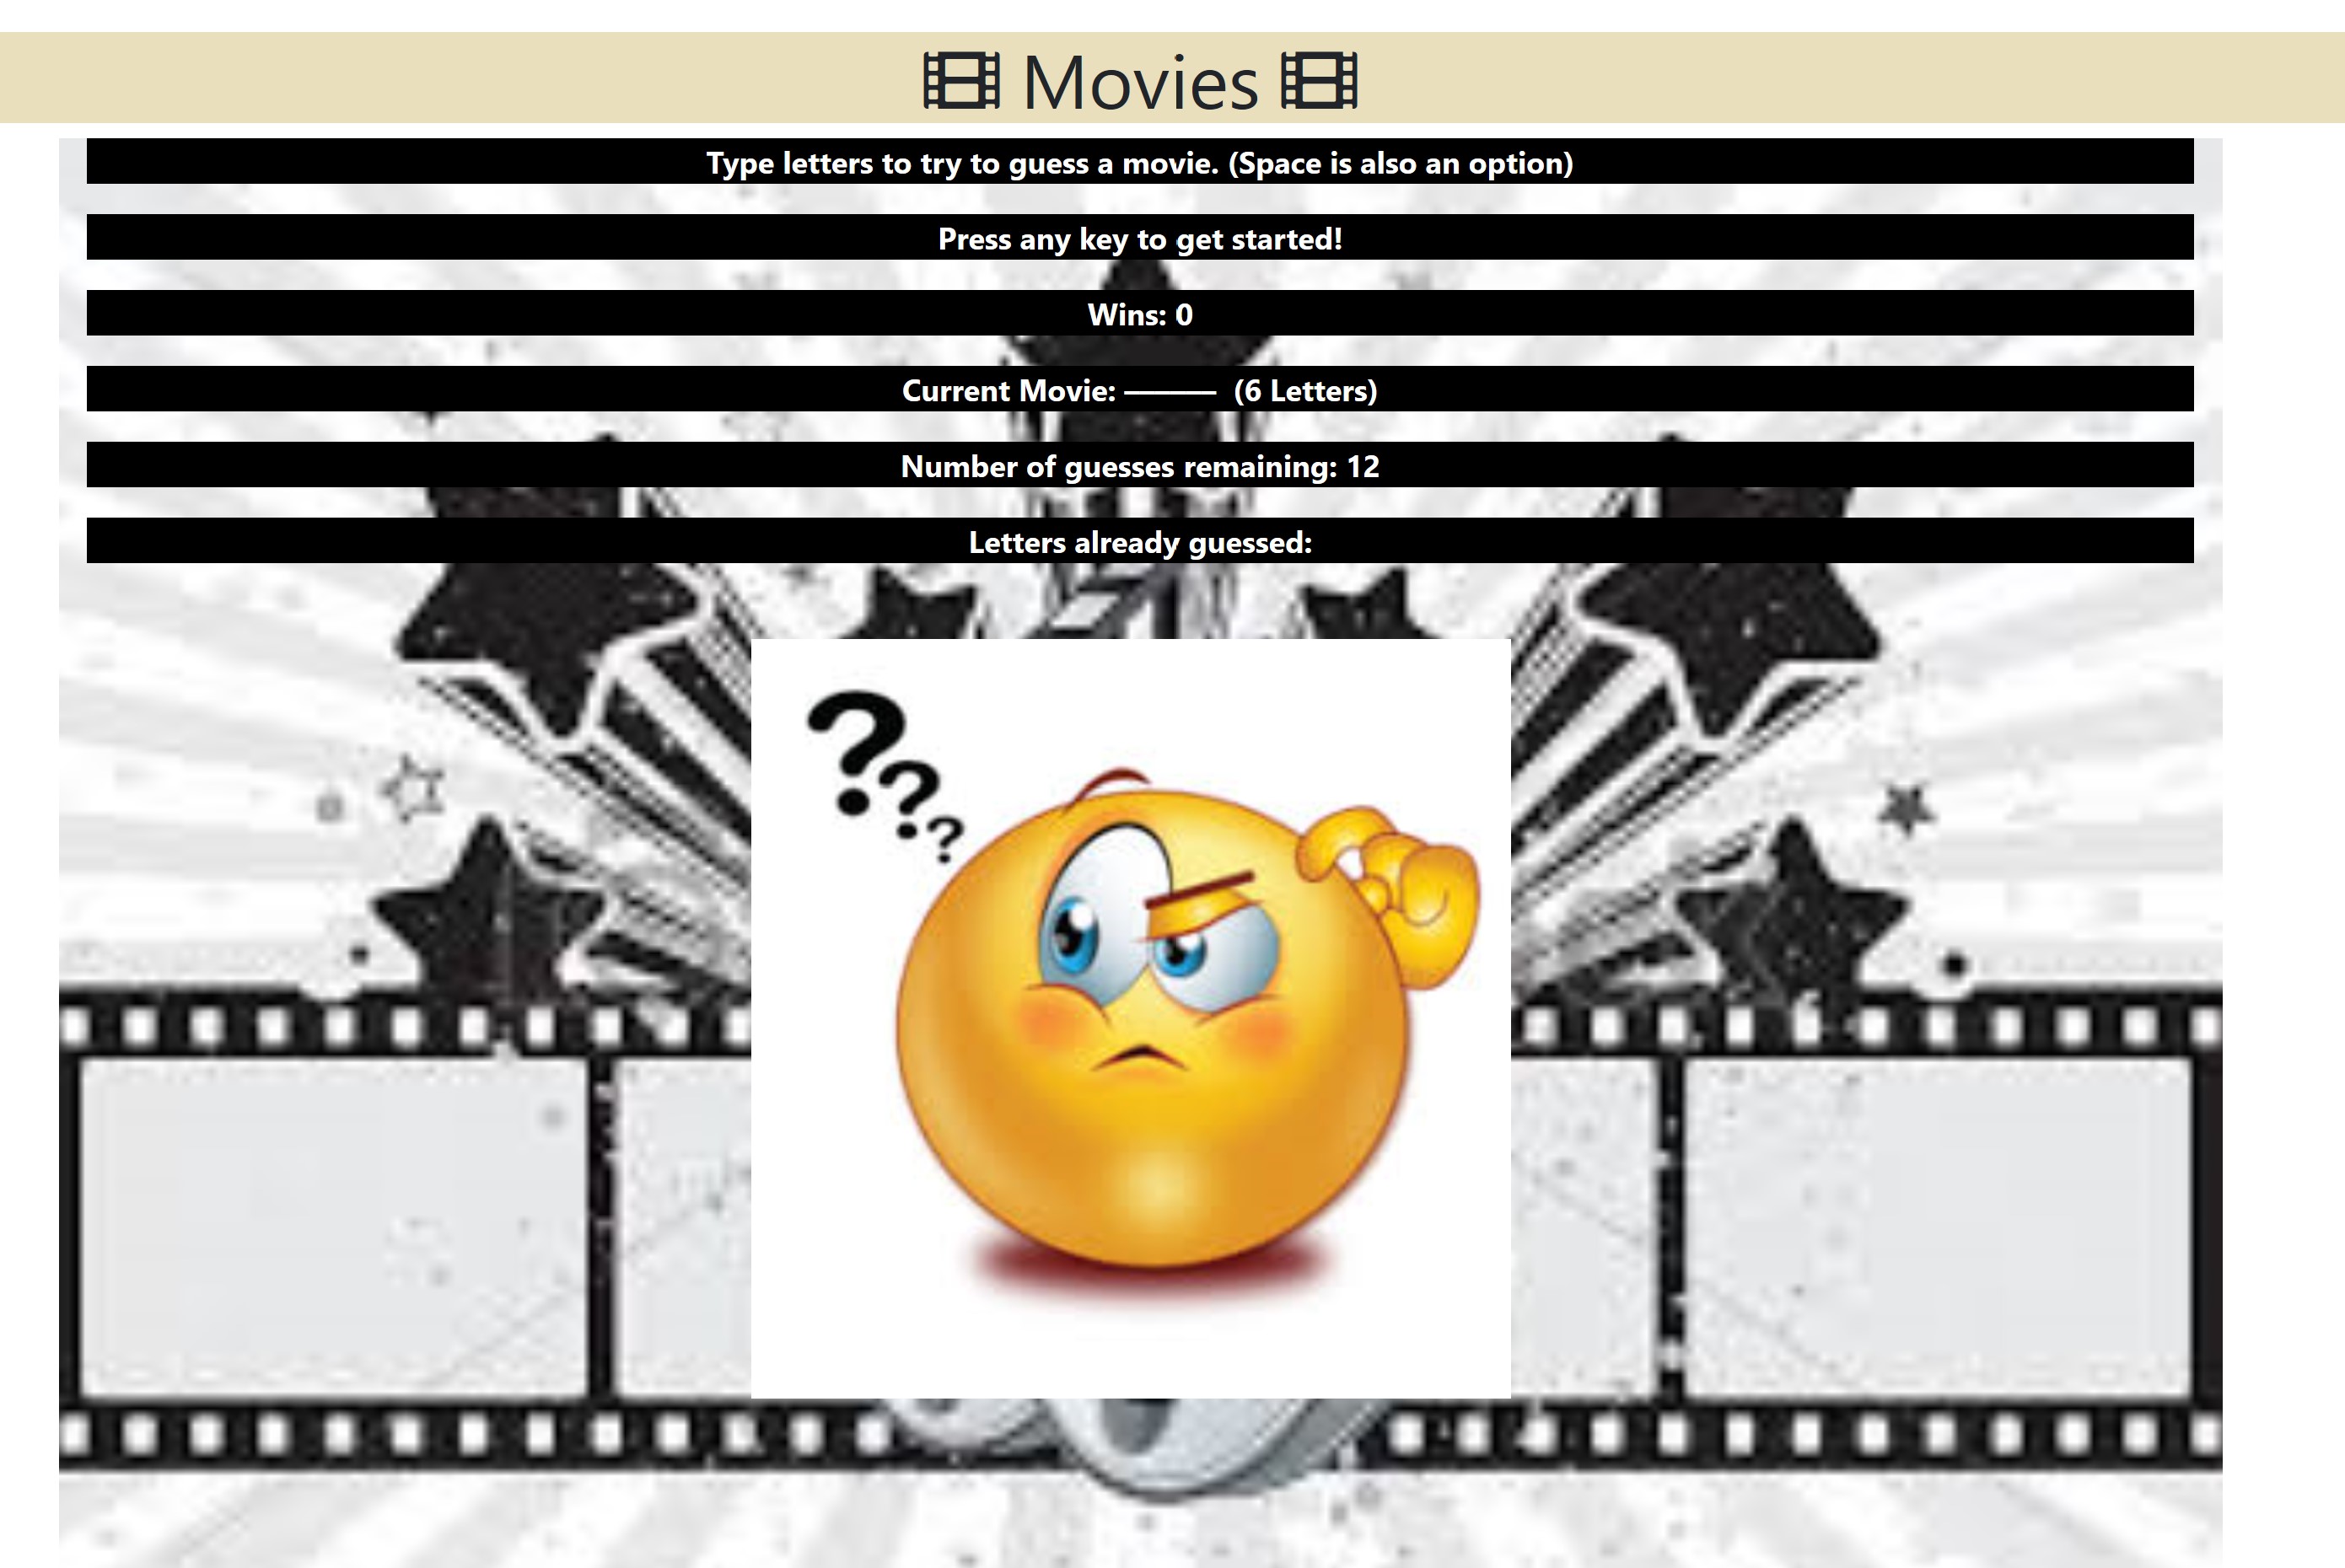 Movies
Type letters to try to guess a movie. (Space is also an option)
Press any key to get started!
Wins: 0
Current Movie: ______ (6 Letters)
Number of guesses remaining: 12
Letters already guessed:
? ? ?